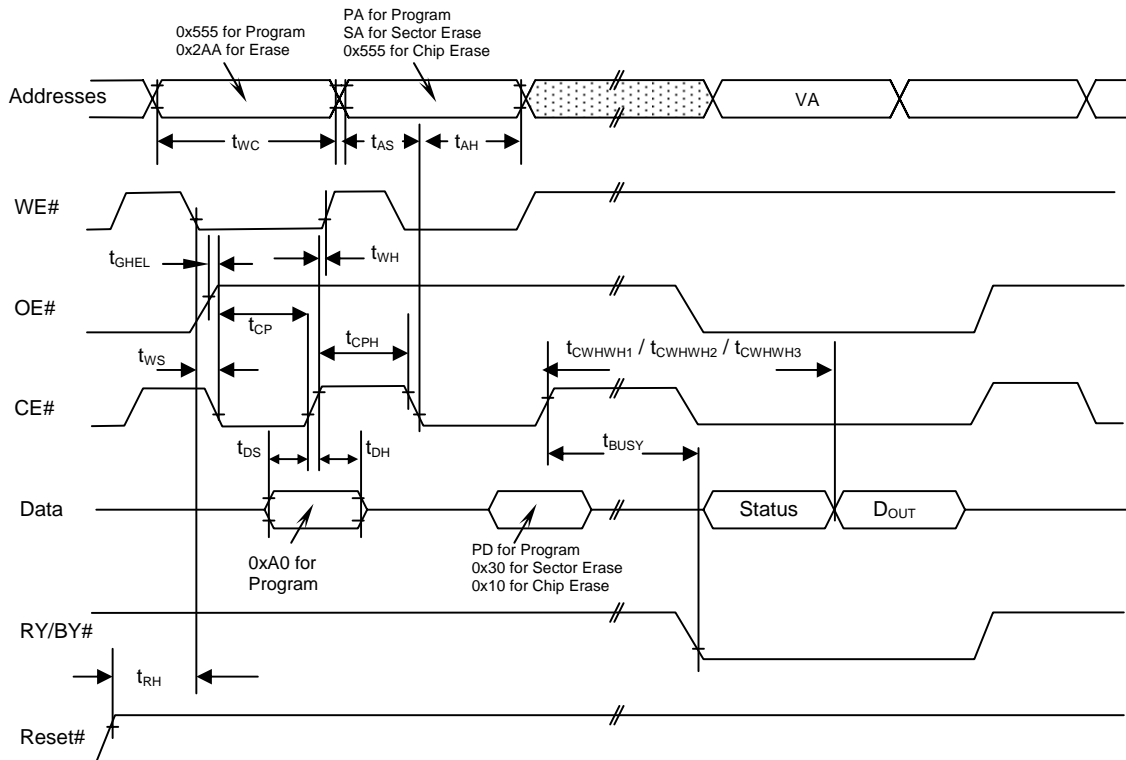 0x555 for Program
0x2AA for Erase
PA for Program
SA for Sector Erase
0x555 for Chip Erase
Addresses
VA
tWC
tAS
tAH
WE#
tGHEL
tWH
OE#
tCP
tCPH
tWS
tCWHWH1 / tCWHWH2 / tCWHWH3
CE#
tDS
tDH
tBUSY
Data
Status
DOUT
0xA0 for
Program
PD for Program
0x30 for Sector Erase
0x10 for Chip Erase
RY/BY#
tRH
Reset#